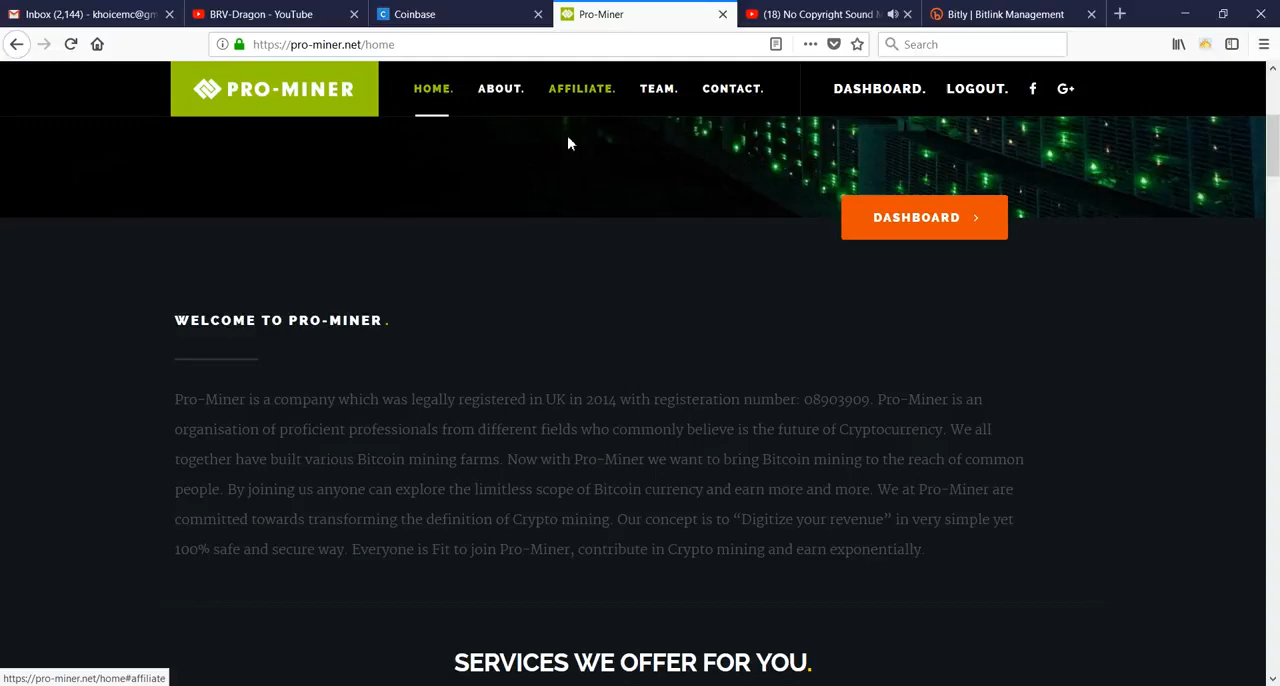 Inbox (2,144) - khoicemc@gm
BRV-Dragon - YouTube
Coinbase
Pro-Miner
(18) No Copyright Sound M
Bitly | Bitlink Management
https://pro-miner.net/home
Search
PRO-MINER
HOME.
ABOUT.
AFFILIATE.
TEAM.
CONTACT.
DASHBOARD.
LOGOUT.
f
G+
DASHBOARD >
WELCOME TO PRO-MINER .
Pro-Miner is a company which was legally registered in UK in 2014 with registeration number: 08903909. Pro-Miner is an
organisation of proficient professionals from different fields who commonly believe is the future of Cryptocurrency. We all
together have built various Bitcoin mining farms. Now with Pro-Miner we want to bring Bitcoin mining to the reach of common
people. By joining us anyone can explore the limitless scope of Bitcoin currency and earn more and more. We at Pro-Miner are
committed towards transforming the definition of Crypto mining. Our concept is to “Digitize your revenue” in very simple yet
100% safe and secure way. Everyone is Fit to join Pro-Miner, contribute in Crypto mining and earn exponentially.
SERVICES WE OFFER FOR YOU.
https://pro-miner.net/home#affiliate